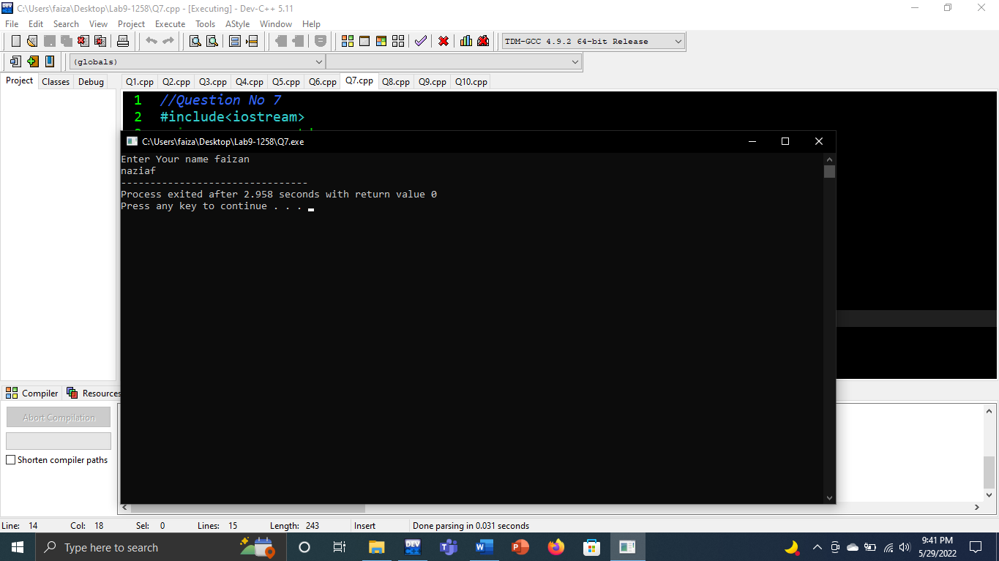 C:\Users\faiza\Desktop\Lab9-1258\Q7.cpp - [Executing] - Dev-C++ 5.11
File Edit Search View Project Execute Tools AStyle Window Help
TDM-GCC 4.9.2 64-bit Release
(globals)
Project Classes Debug
Q1.cpp Q2.cpp Q3.cpp Q4.cpp Q5.cpp Q6.cpp Q7.cpp Q8.cpp Q9.cpp Q10.cpp
1 //Question No 7
2 #include<iostream>
C:\Users\faiza\Desktop\Lab9-1258\Q7.exe
Enter Your name faizan
naziaf
--------------------------------
Process exited after 2.958 seconds with return value 0
Press any key to continue . . .
Compiler Resources
Abort Compilation
Shorten compiler paths
Line: 14 Col: 18 Sel: 0 Lines: 15 Length: 243 Insert Done parsing in 0.031 seconds
Type here to search
9:41 PM
5/29/2022